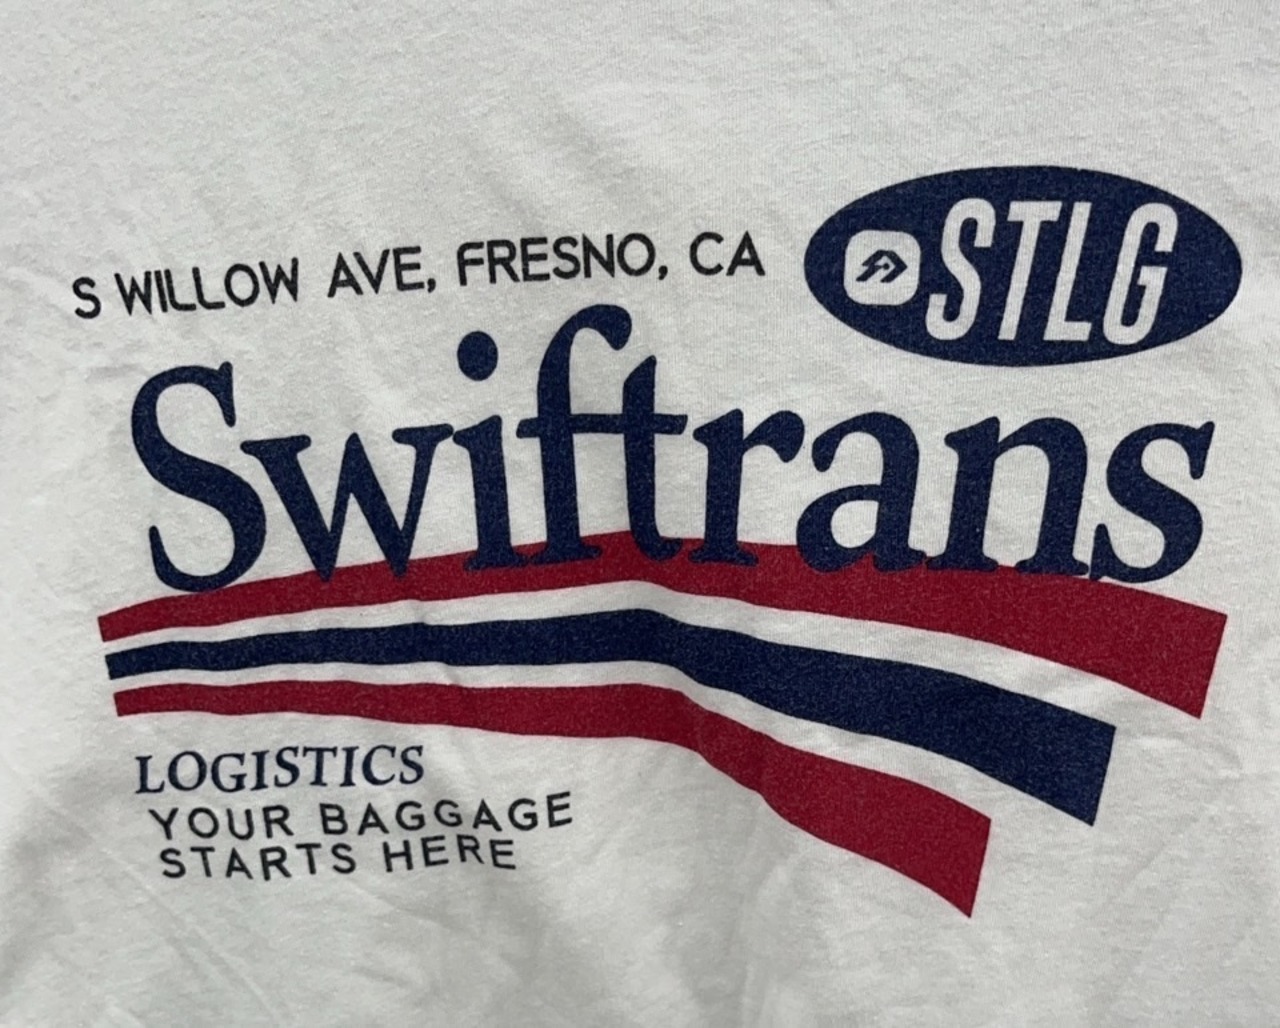 S WILLOW AVE, FRESNO, CA
STLG
Swiftrans
LOGISTICS
YOUR BAGGAGE
STARTS HERE